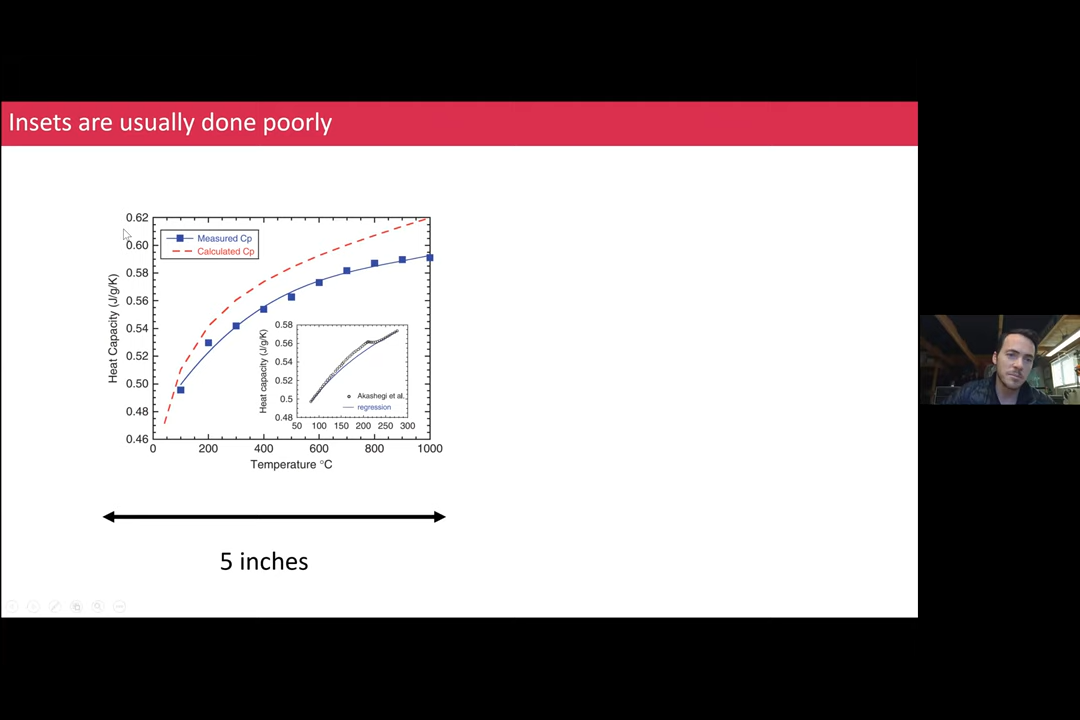 Insets are usually done poorly
0.62
0.60
0.58
0.56
0.54
0.52
0.50
0.48
0.46
Heat Capacity (J/g/K)
Measured Cp
Calculated Cp
0.58
0.56
0.54
0.52
0.5
0.48
Heat capacity (J/g/K)
Akashegi et al.
regression
50 100 150 200 250 300
0 200 400 600 800 1000
Temperature °C
5 inches